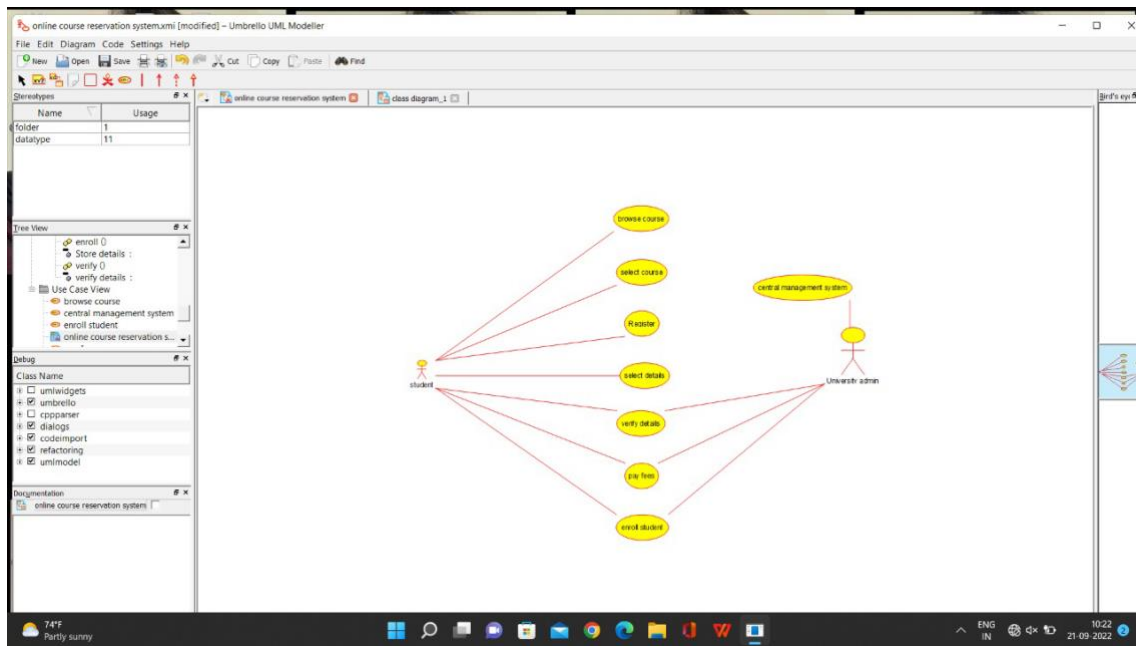 online course reservation system.xmi [modified] – Umbrello UML Modeller
File Edit Diagram Code Settings Help
New Open Save Cut Copy Paste Find
Stereotypes
Name Usage
folder 1
datatype 11
online course reservation system
class diagram_1
Bird's eye
Tree View
enroll ()
Store details :
verify ()
verify details :
Use Case View
browse course
central management system
enroll student
online course reservation s...
Debug
Class Name
umlwidgets
umbrello
cppparser
dialogs
codeimport
refactoring
umlmodel
Documentation
online course reservation system
browse course
select course
central management system
Register
select details
student
University admin
verify details
pay fees
enroll student
74°F
Partly sunny
ENG
IN
10:22
21-09-2022
2